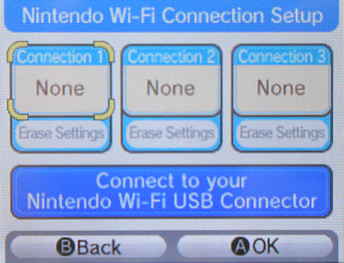 Nintendo Wi-Fi Connection Setup
Connection 1 Connection 2 Connection 3
None None None
Erase Settings Erase Settings Erase Settings
Connect to your
Nintendo Wi-Fi USB Connector
B Back A OK